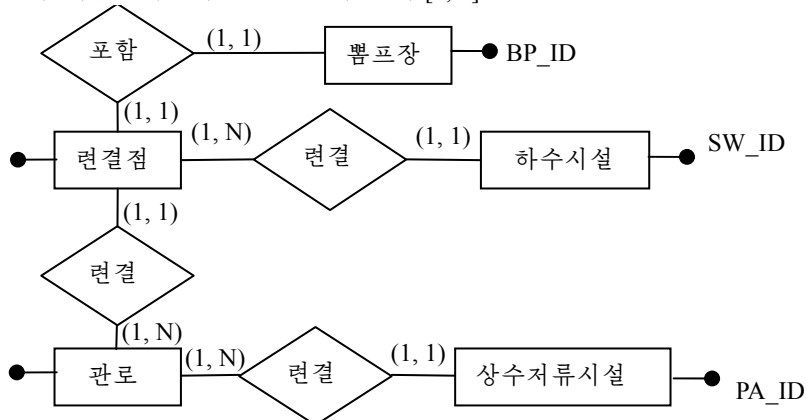 포함
(1, 1)
뽐프장
BP_ID
(1, 1)
련결점
(1, N)
련결
(1, 1)
하수시설
SW_ID
(1, 1)
련결
(1, N)
관로
(1, N)
련결
(1, 1)
상수저류시설
PA_ID